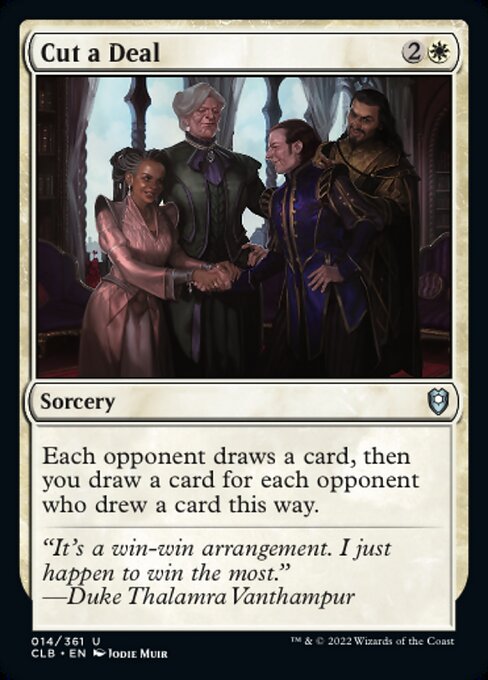 Cut a Deal 2
Sorcery
Each opponent draws a card, then
you draw a card for each opponent
who drew a card this way.
“It’s a win-win arrangement. I just
happen to win the most.”
—Duke Thalamra Vanthampur
014/361 U
CLB • EN Jodie Muir
™ & © 2022 Wizards of the Coast